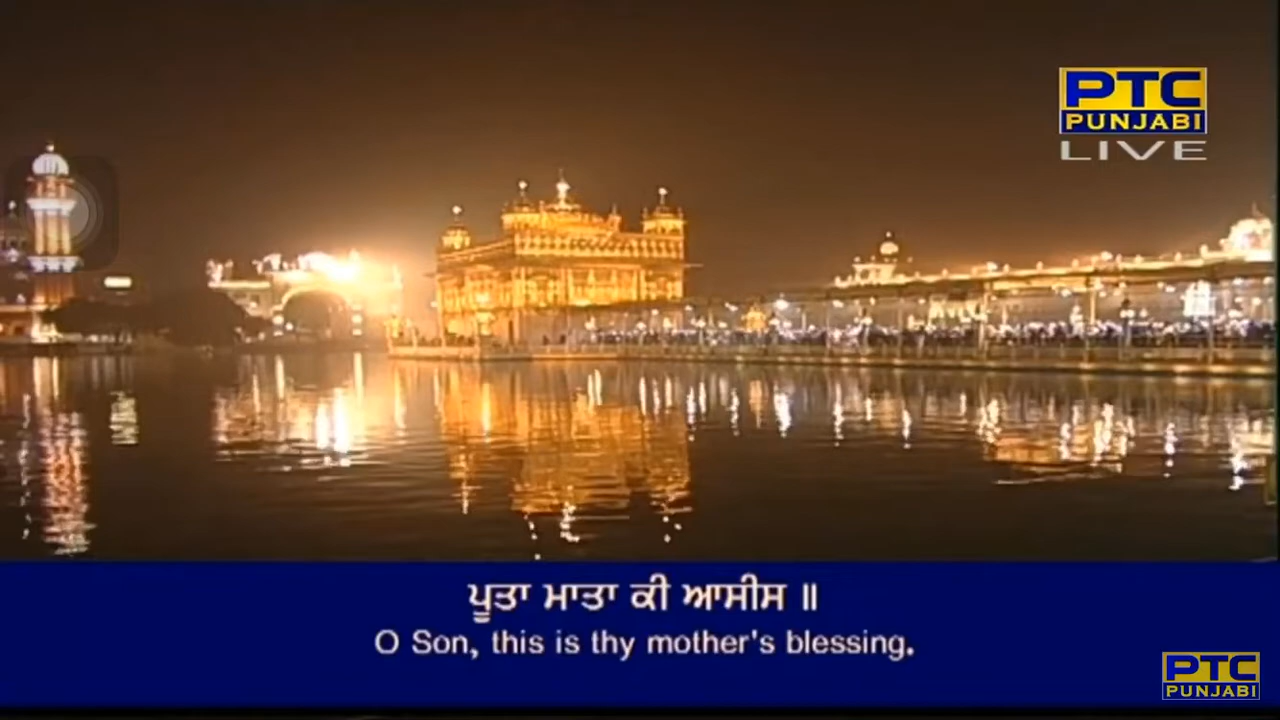 PTC
PUNJABI
LIVE
ਪੂਤਾ ਮਾਤਾ ਕੀ ਆਸੀਸ ॥
O Son, this is thy mother's blessing.
PTC
PUNJABI